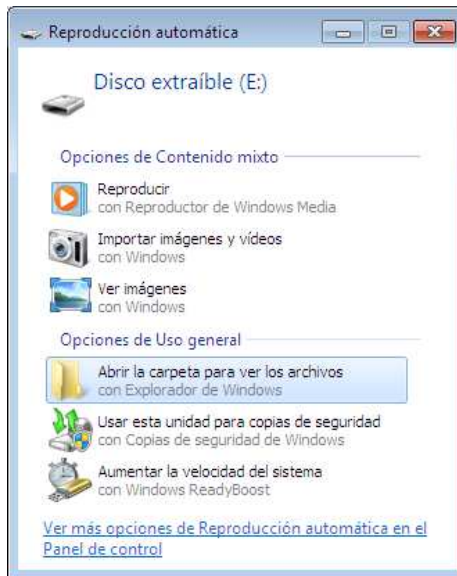 Reproducción automática
Disco extraíble (E:)
Opciones de Contenido mixto
Reproducir
con Reproductor de Windows Media
Importar imágenes y vídeos
con Windows
Ver imágenes
con Windows
Opciones de Uso general
Abrir la carpeta para ver los archivos
con Explorador de Windows
Usar esta unidad para copias de seguridad
con Copias de seguridad de Windows
Aumentar la velocidad del sistema
con Windows ReadyBoost
Ver más opciones de Reproducción automática en el
Panel de control